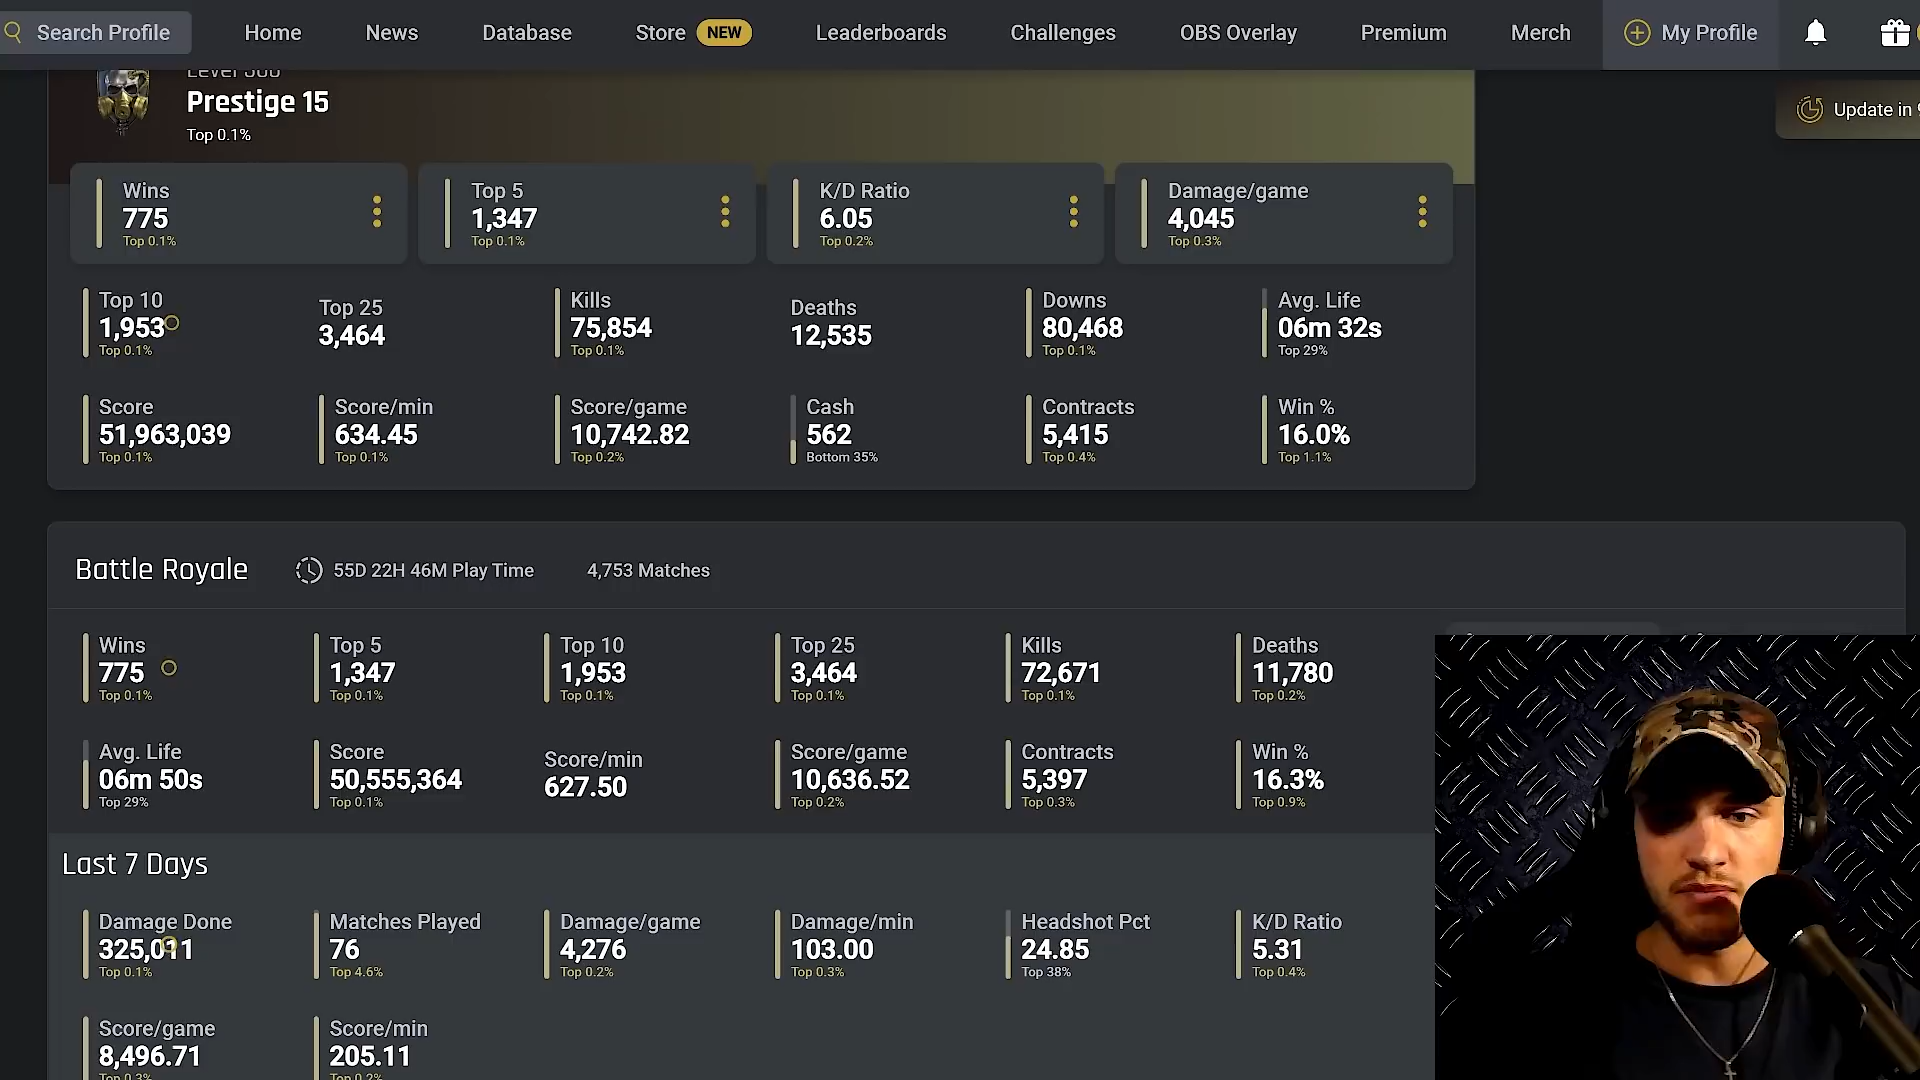 Search Profile
Home
News
Database
Store NEW
Leaderboards
Challenges
OBS Overlay
Premium
Merch
My Profile
Prestige 15
Top 0.1%
Update in
Wins
775
Top 0.1%
Top 5
1,347
Top 0.1%
K/D Ratio
6.05
Top 0.2%
Damage/game
4,045
Top 0.3%
Top 10
1,953
Top 0.1%
Top 25
3,464
Kills
75,854
Top 0.1%
Deaths
12,535
Downs
80,468
Top 0.1%
Avg. Life
06m 32s
Top 29%
Score
51,963,039
Top 0.1%
Score/min
634.45
Top 0.1%
Score/game
10,742.82
Top 0.2%
Cash
562
Bottom 35%
Contracts
5,415
Top 0.4%
Win %
16.0%
Top 1.1%
Battle Royale
55D 22H 46M Play Time
4,753 Matches
Wins
775
Top 0.1%
Top 5
1,347
Top 0.1%
Top 10
1,953
Top 0.1%
Top 25
3,464
Top 0.1%
Kills
72,671
Top 0.1%
Deaths
11,780
Top 0.2%
Avg. Life
06m 50s
Top 29%
Score
50,555,364
Top 0.1%
Score/min
627.50
Score/game
10,636.52
Top 0.2%
Contracts
5,397
Top 0.3%
Win %
16.3%
Top 0.9%
Last 7 Days
Damage Done
325,011
Top 0.1%
Matches Played
76
Top 4.6%
Damage/game
4,276
Top 0.2%
Damage/min
103.00
Top 0.3%
Headshot Pct
24.85
Top 38%
K/D Ratio
5.31
Top 0.4%
Score/game
8,496.71
Top 0.3%
Score/min
205.11
Top 0.2%